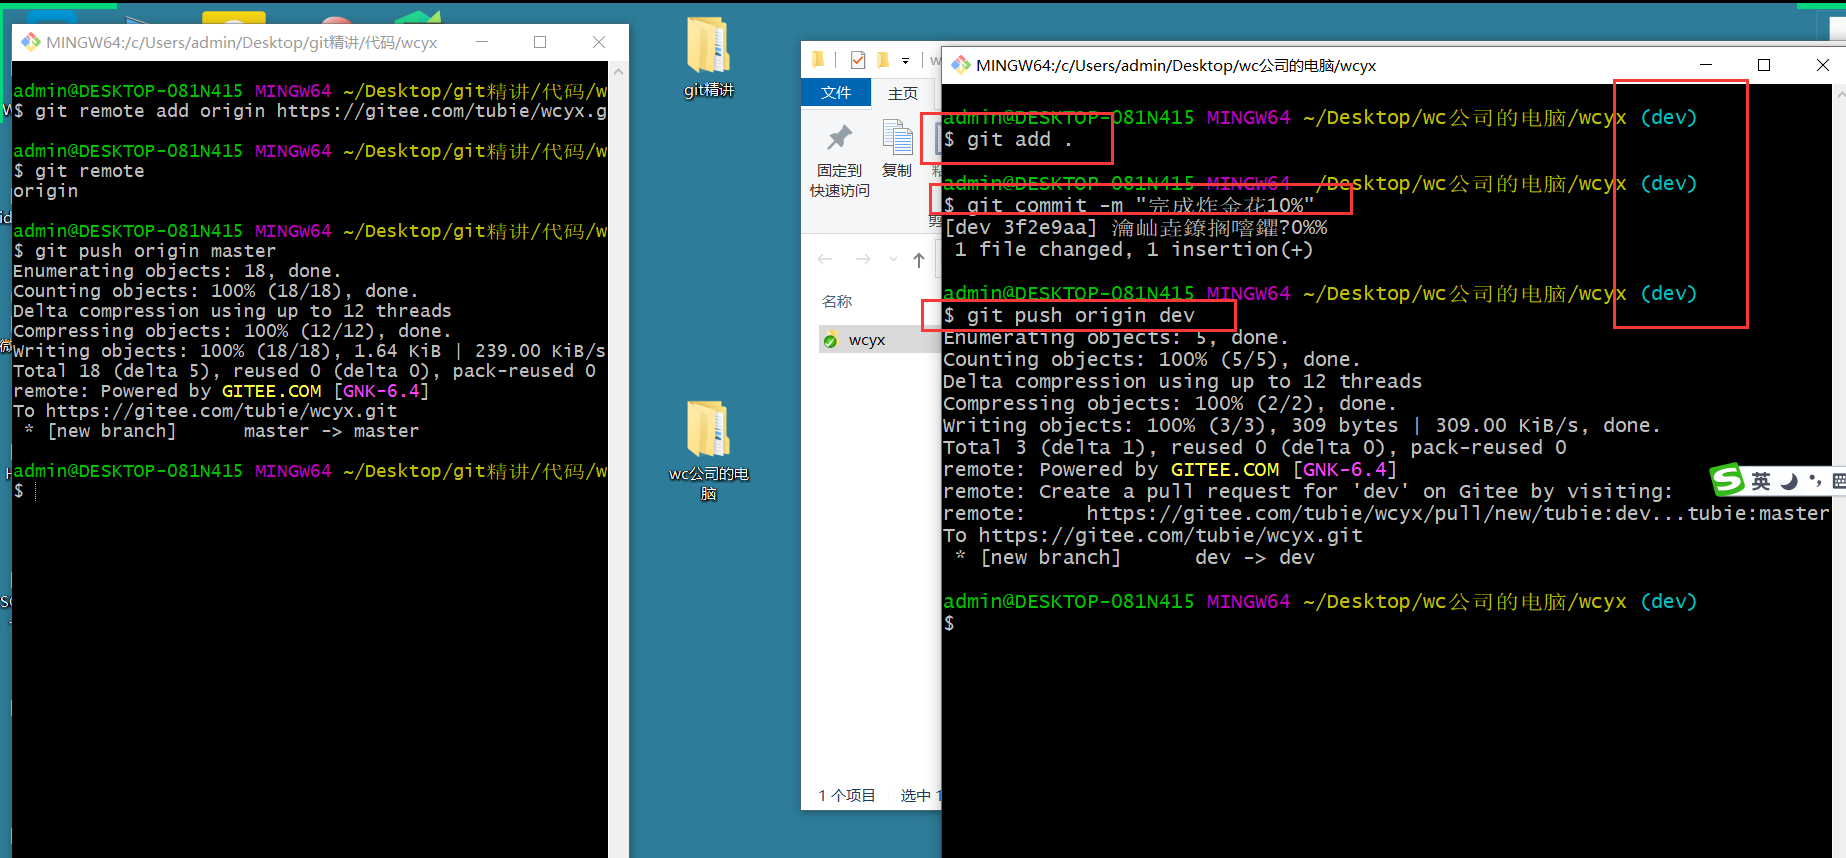 MINGW64:/c/Users/admin/Desktop/git精讲/代码/wcyx
admin@DESKTOP-081N415 MINGW64 ~/Desktop/git精讲/代码/w
$ git remote add origin https://gitee.com/tubie/wcyx.g
admin@DESKTOP-081N415 MINGW64 ~/Desktop/git精讲/代码/w
$ git remote
origin
admin@DESKTOP-081N415 MINGW64 ~/Desktop/git精讲/代码/w
$ git push origin master
Enumerating objects: 18, done.
Counting objects: 100% (18/18), done.
Delta compression using up to 12 threads
Compressing objects: 100% (12/12), done.
Writing objects: 100% (18/18), 1.64 KiB | 239.00 KiB/s
Total 18 (delta 5), reused 0 (delta 0), pack-reused 0
remote: Powered by GITEE.COM [GNK-6.4]
To https://gitee.com/tubie/wcyx.git
 * [new branch]      master -> master
admin@DESKTOP-081N415 MINGW64 ~/Desktop/git精讲/代码/w
$
git精讲
wc公司的电
脑
文件
主页
固定到
快速访问
复制
名称
wcyx
1 个项目
选中 1
MINGW64:/c/Users/admin/Desktop/wc公司的电脑/wcyx
admin@DESKTOP-081N415 MINGW64 ~/Desktop/wc公司的电脑/wcyx (dev)
$ git add .
admin@DESKTOP-081N415 MINGW64 ~/Desktop/wc公司的电脑/wcyx (dev)
$ git commit -m "完成炸金花10%"
[dev 3f2e9aa] 瀹屾垚鐐搁噾鑺?0%%
 1 file changed, 1 insertion(+)
admin@DESKTOP-081N415 MINGW64 ~/Desktop/wc公司的电脑/wcyx (dev)
$ git push origin dev
Enumerating objects: 5, done.
Counting objects: 100% (5/5), done.
Delta compression using up to 12 threads
Compressing objects: 100% (2/2), done.
Writing objects: 100% (3/3), 309 bytes | 309.00 KiB/s, done.
Total 3 (delta 1), reused 0 (delta 0), pack-reused 0
remote: Powered by GITEE.COM [GNK-6.4]
remote: Create a pull request for 'dev' on Gitee by visiting:
remote:     https://gitee.com/tubie/wcyx/pull/new/tubie:dev...tubie:master
To https://gitee.com/tubie/wcyx.git
 * [new branch]      dev -> dev
admin@DESKTOP-081N415 MINGW64 ~/Desktop/wc公司的电脑/wcyx (dev)
$
英